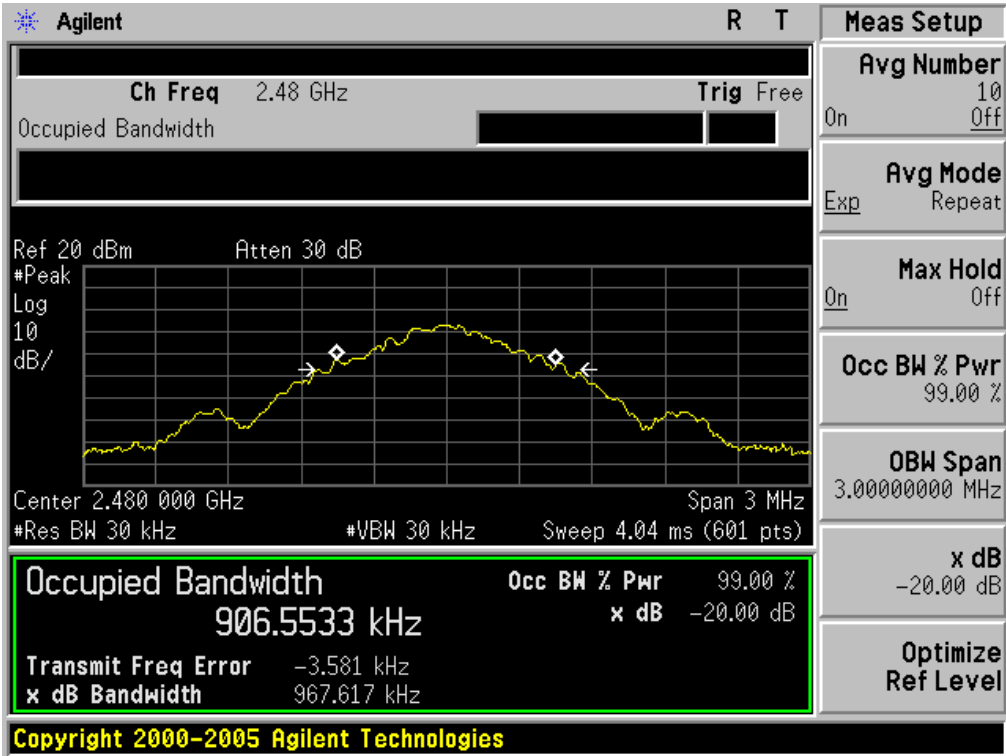 Agilent R T
Ch Freq 2.48 GHz Trig Free
Occupied Bandwidth
Ref 20 dBm Atten 30 dB
#Peak
Log
10
dB/
Center 2.480 000 GHz Span 3 MHz
#Res BW 30 kHz #VBW 30 kHz Sweep 4.04 ms (601 pts)
Occupied Bandwidth Occ BW % Pwr 99.00 %
906.5533 kHz x dB -20.00 dB
Transmit Freq Error -3.581 kHz
x dB Bandwidth 967.617 kHz
Copyright 2000-2005 Agilent Technologies
Meas Setup
Avg Number
10
On Off
Avg Mode
Exp Repeat
Max Hold
On Off
Occ BW % Pwr
99.00 %
OBW Span
3.00000000 MHz
x dB
-20.00 dB
Optimize
Ref Level